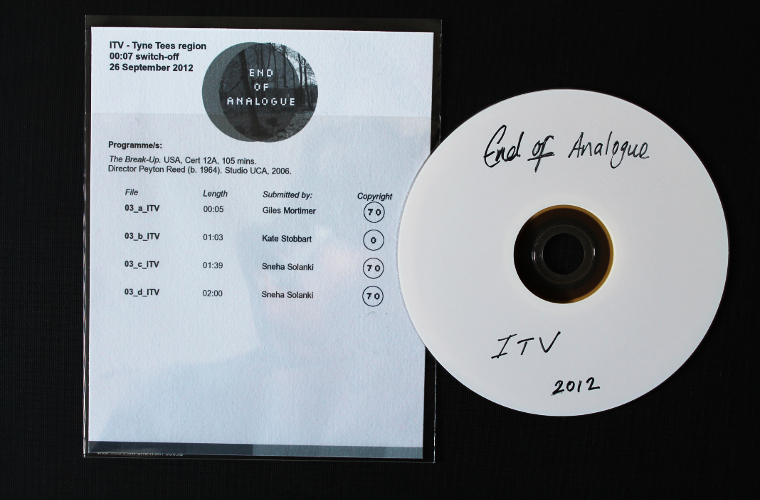 ITV - Tyne Tees region
00:07 switch-off
26 September 2012
END
OF
ANALOGUE
Programme/s:
The Break-Up. USA, Cert 12A, 105 mins.
Director Peyton Reed (b. 1964). Studio UCA, 2006.
File Length Submitted by: Copyright
03_a_ITV 00:05 Giles Mortimer 70
03_b_ITV 01:03 Kate Stobbart 0
03_c_ITV 01:39 Sneha Solanki 70
03_d_ITV 02:00 Sneha Solanki 70
End of Analogue
ITV
2012